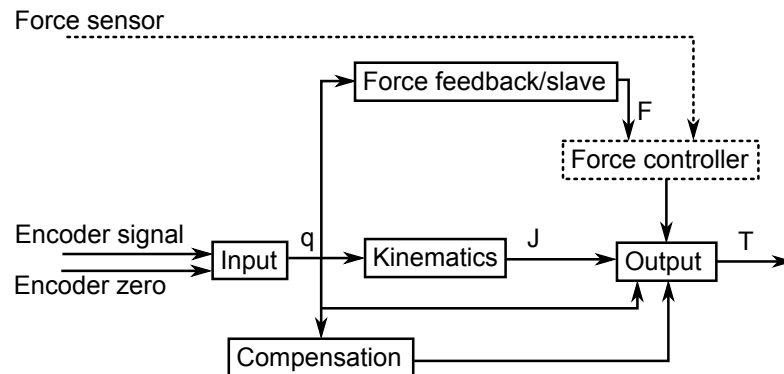 Force sensor
Force feedback/slave
F
Force controller
Encoder signal
q
J
T
Input
Kinematics
Output
Encoder zero
Compensation